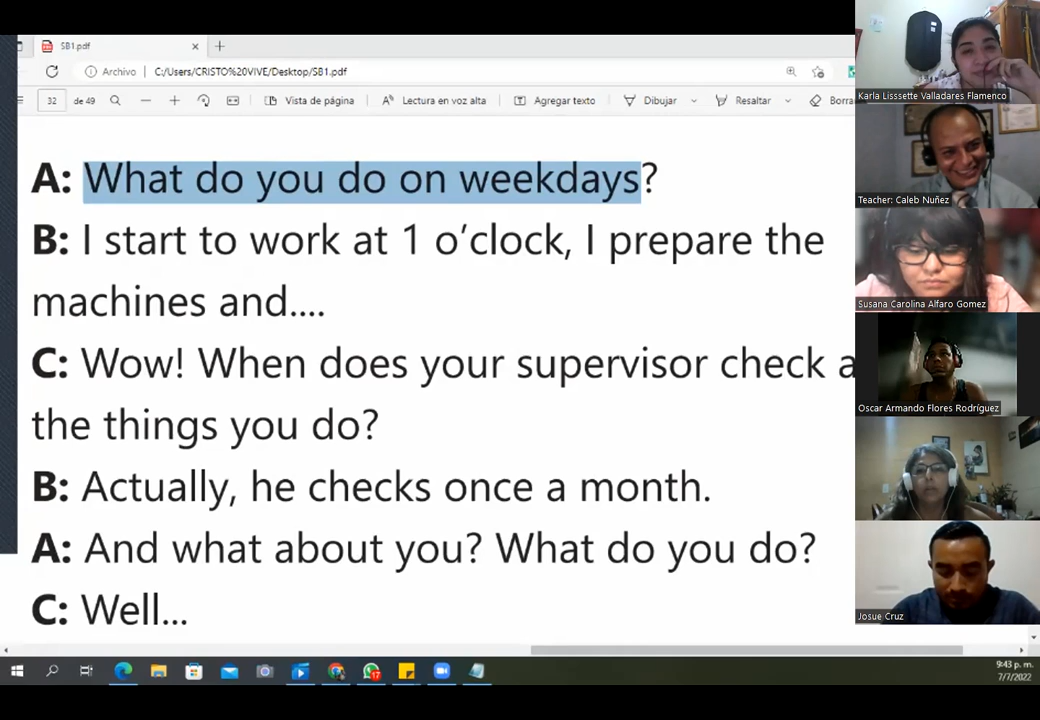 SB1.pdf
Archivo C:/Users/CRISTO%20VIVE/Desktop/SB1.pdf
32 de 49 Vista de página Lectura en voz alta Agregar texto Dibujar Resaltar
A: What do you do on weekdays?
B: I start to work at 1 o'clock, I prepare the
machines and....
C: Wow! When does your supervisor check
the things you do?
B: Actually, he checks once a month.
A: And what about you? What do you do?
C: Well...
Karla Lisssette Valladares Flamenco
Teacher: Caleb Nuñez
Susana Carolina Alfaro Gomez
Oscar Armando Flores Rodríguez
Josue Cruz
17
9:43 p. m.
7/7/2022